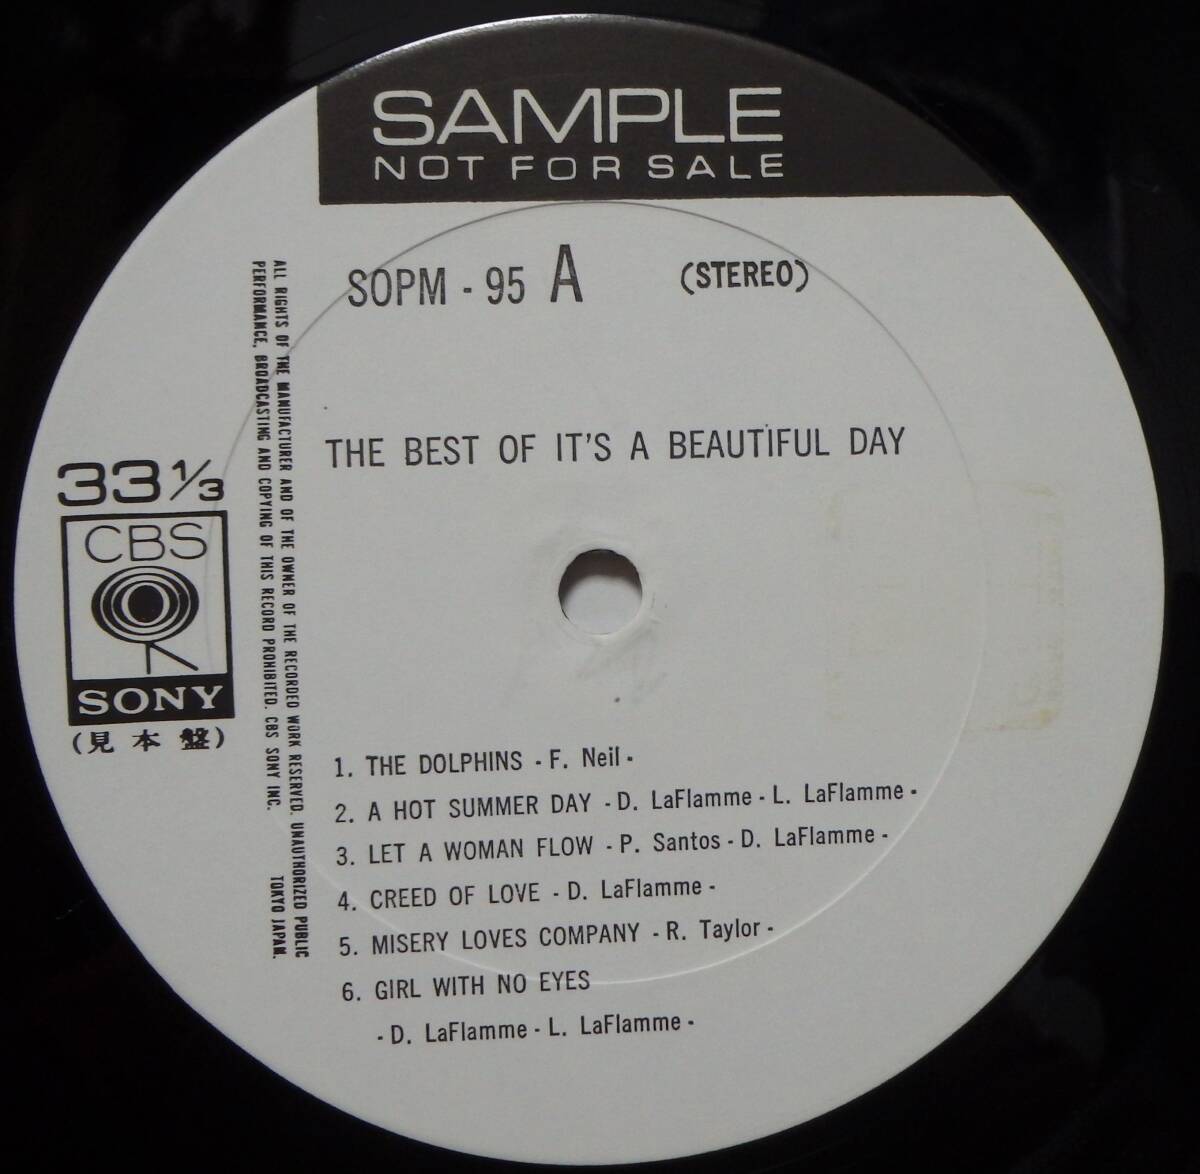 SAMPLE
NOT FOR SALE
SOPM - 95 A (STEREO)
THE BEST OF IT'S A BEAUTIFUL DAY
33 1/3
CBS
SONY
(見本盤)
ALL RIGHTS OF THE MANUFACTURER AND OF THE OWNER OF THE RECORDED WORK RESERVED. UNAUTHORIZED PUBLIC
PERFORMANCE, BROADCASTING AND COPYING OF THIS RECORD PROHIBITED. CBS SONY INC. TOKYO JAPAN.
1. THE DOLPHINS - F. Neil -
2. A HOT SUMMER DAY - D. LaFlamme - L. LaFlamme -
3. LET A WOMAN FLOW - P. Santos - D. LaFlamme -
4. CREED OF LOVE - D. LaFlamme -
5. MISERY LOVES COMPANY - R. Taylor -
6. GIRL WITH NO EYES
- D. LaFlamme - L. LaFlamme -